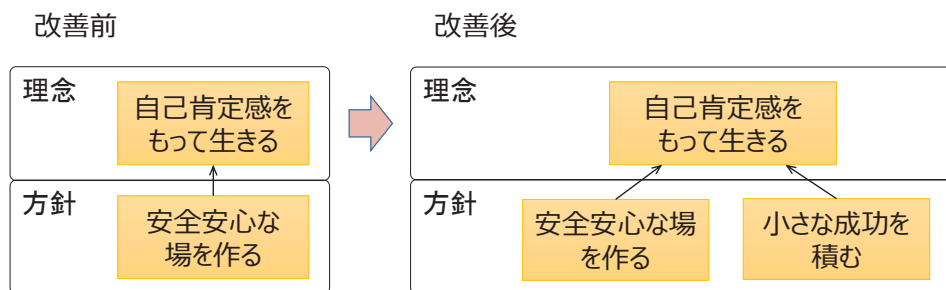 改善前
理念
自己肯定感を
もって生きる
方針
安全安心な
場を作る
改善後
理念
自己肯定感を
もって生きる
方針
安全安心な場
を作る
小さな成功を
積む